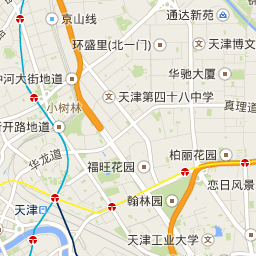 通达新苑
京山线
环盛里(北一门)
天津博文
中河大街地道
华驰大厦
小树林
天津第四十八中学
真理道
新开路地道
华龙道
柏丽花园
福旺花园
恋日风景
翰林园
天津
天津工业大学